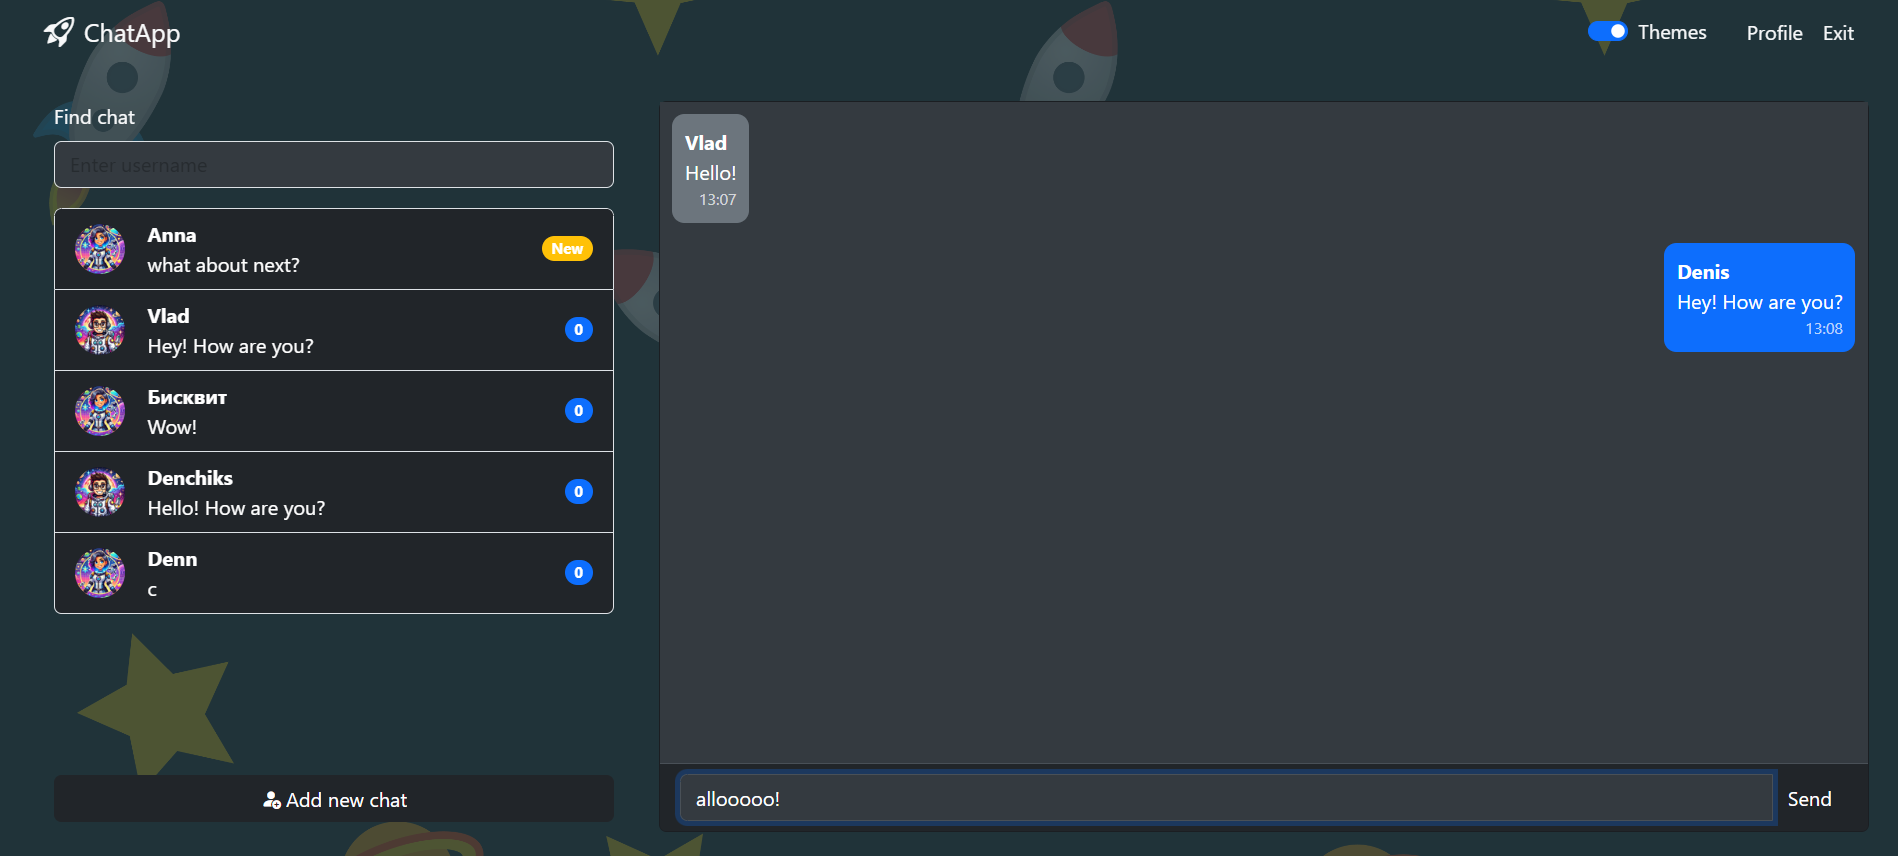 ChatApp
Themes
Profile
Exit
Find chat
Enter username
Anna
what about next?
New
Vlad
Hey! How are you?
0
Бисквит
Wow!
0
Denchiks
Hello! How are you?
0
Denn
c
0
Add new chat
Vlad
Hello!
13:07
Denis
Hey! How are you?
13:08
allooooo!
Send